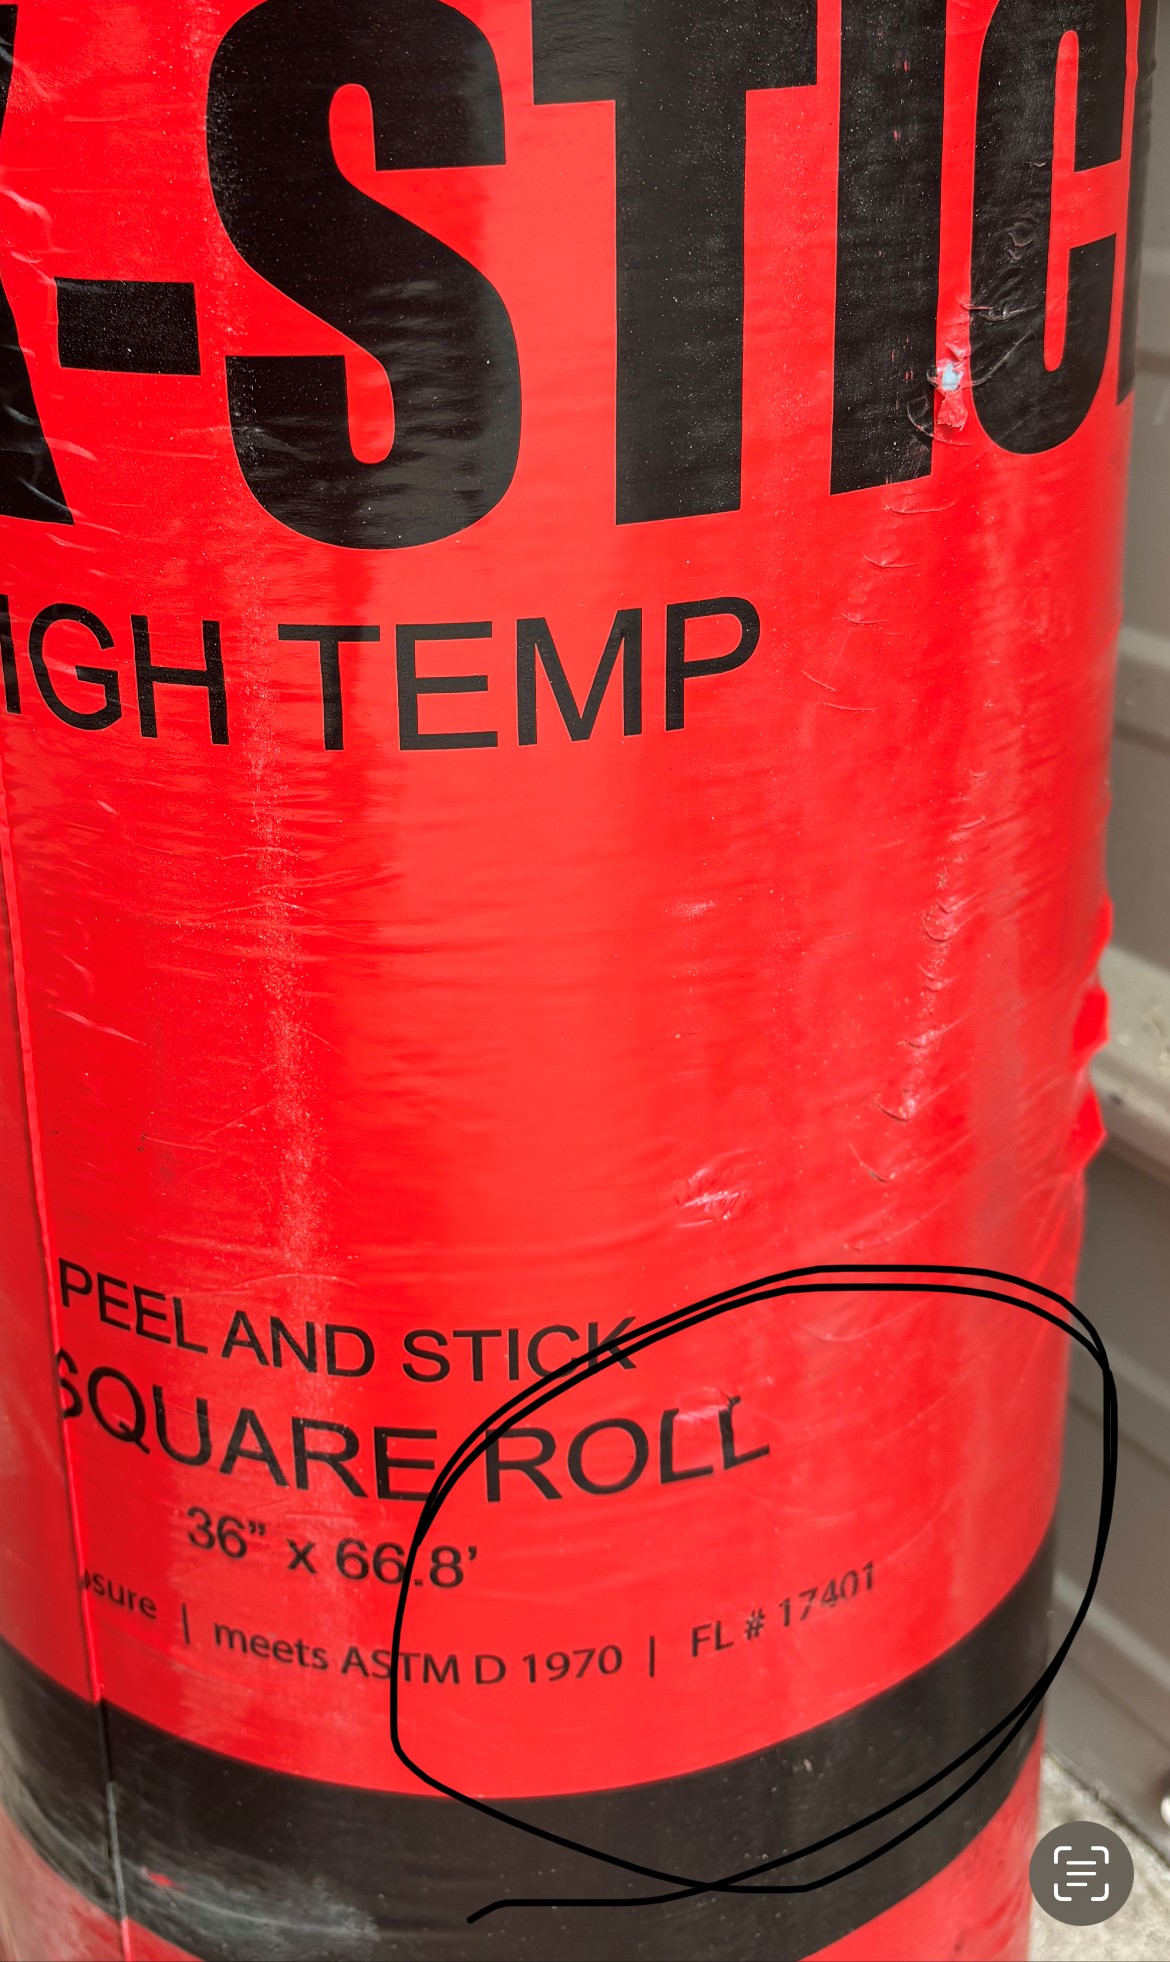 -STIC
IGH TEMP
PEEL AND STICK
SQUARE ROLL
36” x 66.8’
sure | meets ASTM D 1970 | FL # 17401